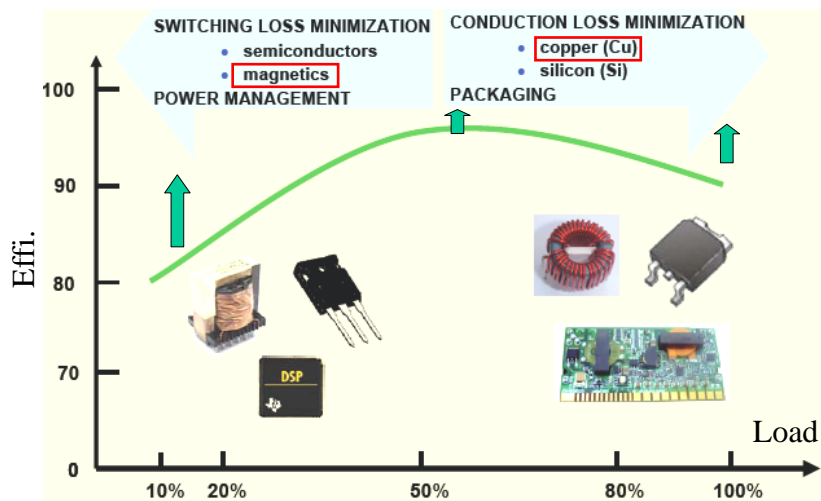 SWITCHING LOSS MINIMIZATION
• semiconductors
• magnetics
POWER MANAGEMENT
CONDUCTION LOSS MINIMIZATION
• copper (Cu)
• silicon (Si)
PACKAGING
100
90
80
70
0
Effi.
DSP
Load
10% 20% 50% 80% 100%